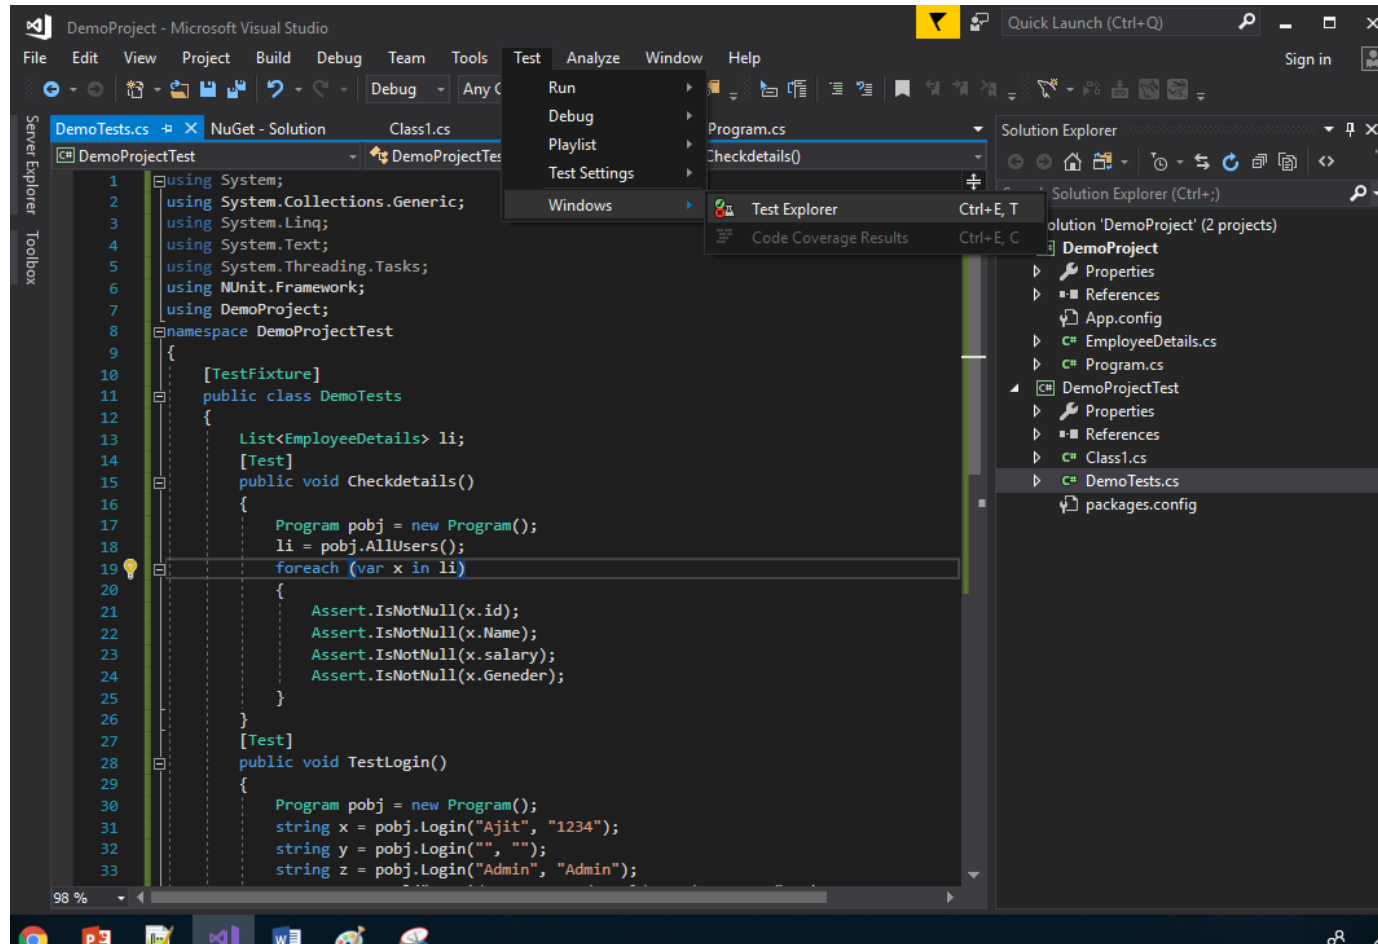 DemoProject - Microsoft Visual Studio
Quick Launch (Ctrl+Q)
File Edit View Project Build Debug Team Tools Test Analyze Window Help
Sign in
Debug
Any C
Run
Debug
Playlist
Test Settings
Windows
Test Explorer Ctrl+E, T
Code Coverage Results Ctrl+E, C
Server Explorer
Toolbox
DemoTests.cs NuGet - Solution Class1.cs Program.cs
DemoProjectTest DemoProjectTes Checkdetails()
1 using System;
2 using System.Collections.Generic;
3 using System.Linq;
4 using System.Text;
5 using System.Threading.Tasks;
6 using NUnit.Framework;
7 using DemoProject;
8 namespace DemoProjectTest
9 {
10 [TestFixture]
11 public class DemoTests
12 {
13 List<EmployeeDetails> li;
14 [Test]
15 public void Checkdetails()
16 {
17 Program pobj = new Program();
18 li = pobj.AllUsers();
19 foreach (var x in li)
20 {
21 Assert.IsNotNull(x.id);
22 Assert.IsNotNull(x.Name);
23 Assert.IsNotNull(x.salary);
24 Assert.IsNotNull(x.Geneder);
25 }
26 }
27 [Test]
28 public void TestLogin()
29 {
30 Program pobj = new Program();
31 string x = pobj.Login("Ajit", "1234");
32 string y = pobj.Login("", "");
33 string z = pobj.Login("Admin", "Admin");
98 %
Solution Explorer
Solution Explorer (Ctrl+;)
olution 'DemoProject' (2 projects)
DemoProject
Properties
References
App.config
C# EmployeeDetails.cs
C# Program.cs
C# DemoProjectTest
Properties
References
C# Class1.cs
C# DemoTests.cs
packages.config